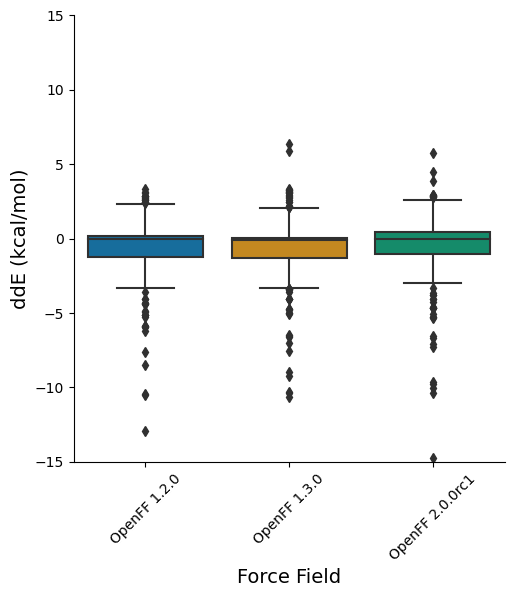 15
10
5
0
−5
−10
−15
ddE (kcal/mol)
OpenFF 1.2.0
OpenFF 1.3.0
OpenFF 2.0.0rc1
Force Field